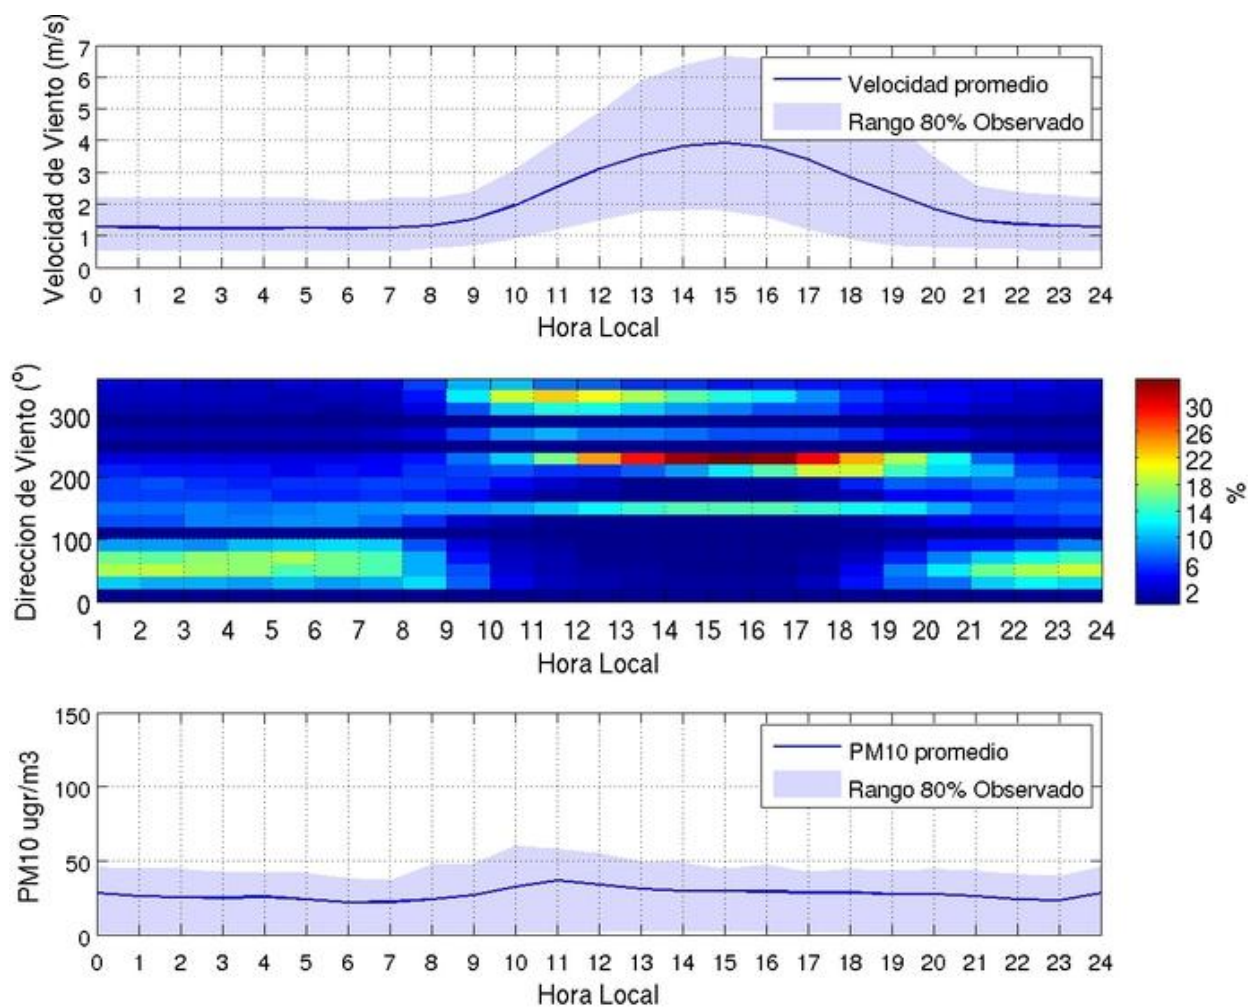 Velocidad de Viento (m/s)
7
6
5
4
3
2
1
0
Velocidad promedio
Rango 80% Observado
0 1 2 3 4 5 6 7 8 9 10 11 12 13 14 15 16 17 18 19 20 21 22 23 24
Hora Local
Direccion de Viento (º)
300
200
100
0
30
26
22
18
14
10
6
2
%
1 2 3 4 5 6 7 8 9 10 11 12 13 14 15 16 17 18 19 20 21 22 23 24
Hora Local
PM10 ugr/m3
150
100
50
0
PM10 promedio
Rango 80% Observado
0 1 2 3 4 5 6 7 8 9 10 11 12 13 14 15 16 17 18 19 20 21 22 23 24
Hora Local